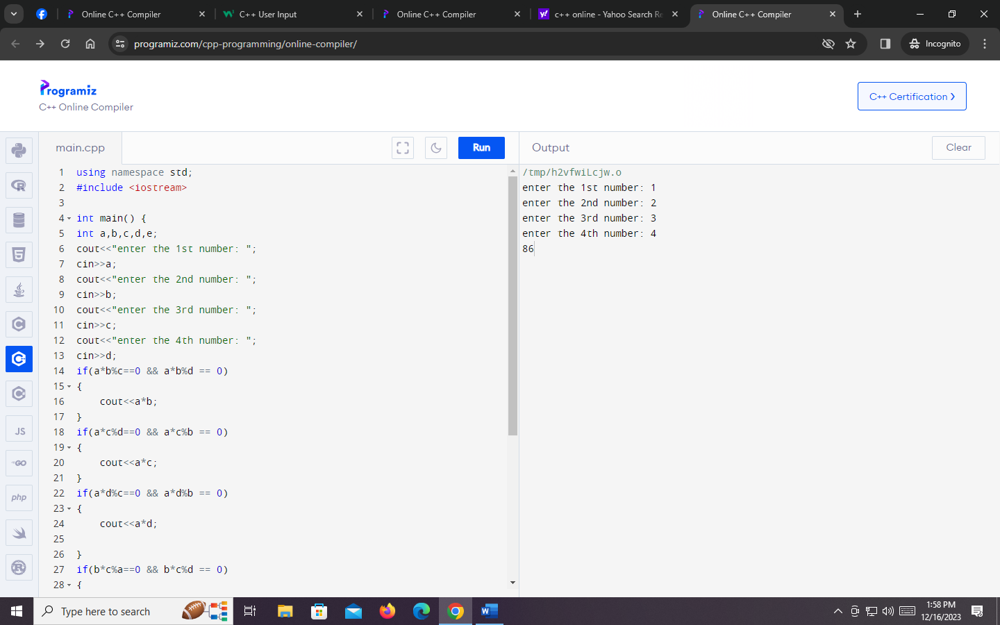 Online C++ Compiler
C++ User Input
Online C++ Compiler
c++ online - Yahoo Search Re
Online C++ Compiler
programiz.com/cpp-programming/online-compiler/
Incognito
Programiz
C++ Online Compiler
C++ Certification >
main.cpp
Run
Output
Clear
1 using namespace std;
2 #include <iostream>
3
4 int main() {
5 int a,b,c,d,e;
6 cout<<"enter the 1st number: ";
7 cin>>a;
8 cout<<"enter the 2nd number: ";
9 cin>>b;
10 cout<<"enter the 3rd number: ";
11 cin>>c;
12 cout<<"enter the 4th number: ";
13 cin>>d;
14 if(a*b%c==0 && a*b%d == 0)
15 {
16 cout<<a*b;
17 }
18 if(a*c%d==0 && a*c%b == 0)
19 {
20 cout<<a*c;
21 }
22 if(a*d%c==0 && a*d%b == 0)
23 {
24 cout<<a*d;
25
26 }
27 if(b*c%a==0 && b*c%d == 0)
28 {
/tmp/h2vfwiLcjw.o
enter the 1st number: 1
enter the 2nd number: 2
enter the 3rd number: 3
enter the 4th number: 4
86
JS
GO
php
Type here to search
1:58 PM
12/16/2023